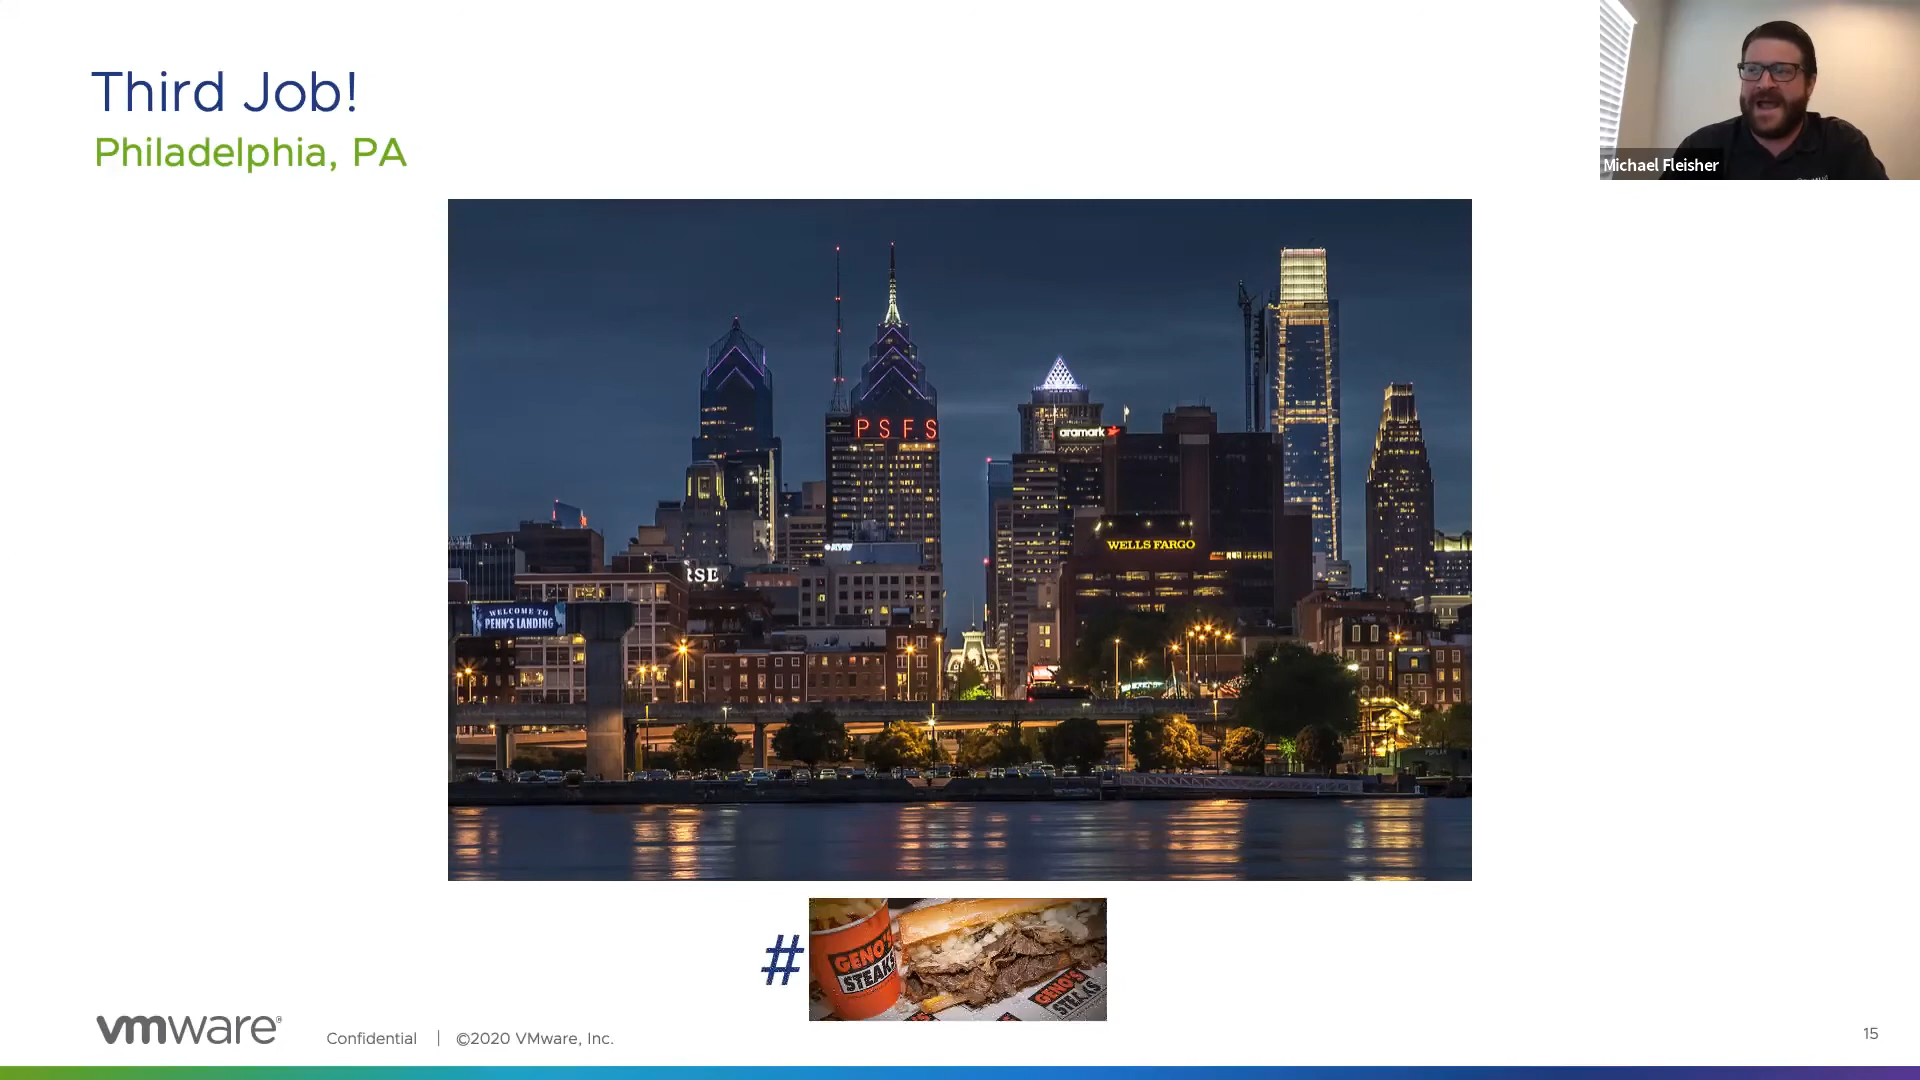 Third Job!
Philadelphia, PA
Michael Fleisher
PSFS
aramark
WELLS FARGO
KYW
RSE
WELCOME TO
PENN'S LANDING
#
GENO'S
STEAKS
GENO'S
STEAKS
vmware®
Confidential | ©2020 VMware, Inc.
15